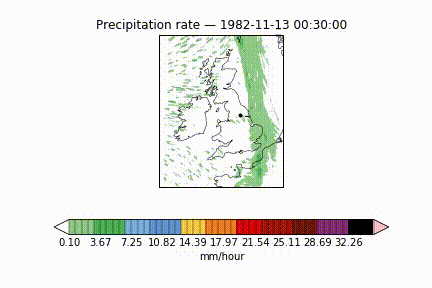 Precipitation rate — 1982-11-13 00:30:00
0.10 3.67 7.25 10.82 14.39 17.97 21.54 25.11 28.69 32.26
mm/hour